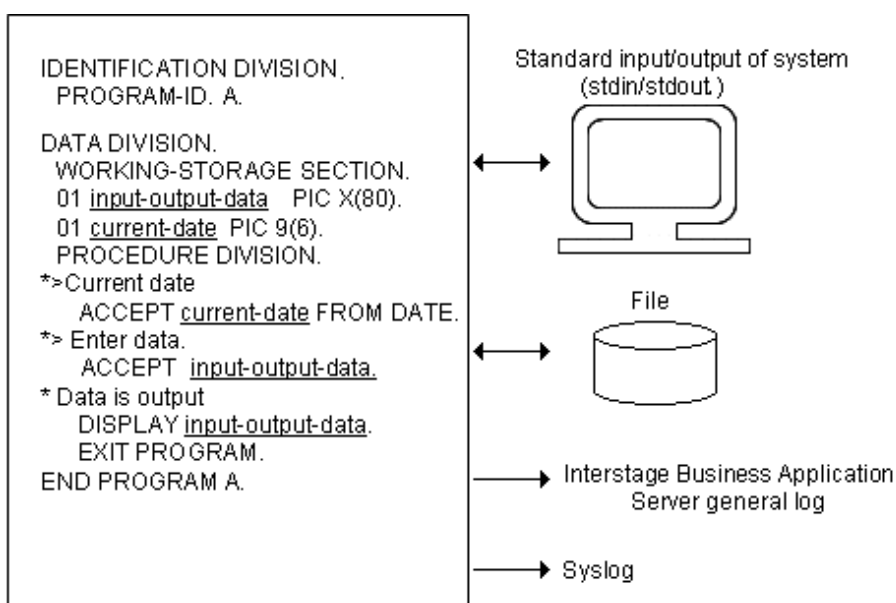 IDENTIFICATION DIVISION.
PROGRAM-ID. A.
DATA DIVISION.
WORKING-STORAGE SECTION.
01 input-output-data PIC X(80).
01 current-date PIC 9(6).
PROCEDURE DIVISION.
*>Current date
ACCEPT current-date FROM DATE.
*> Enter data.
ACCEPT input-output-data.
* Data is output
DISPLAY input-output-data.
EXIT PROGRAM.
END PROGRAM A.
Standard input/output of system
(stdin/stdout.)
File
Interstage Business Application
Server general log
Syslog